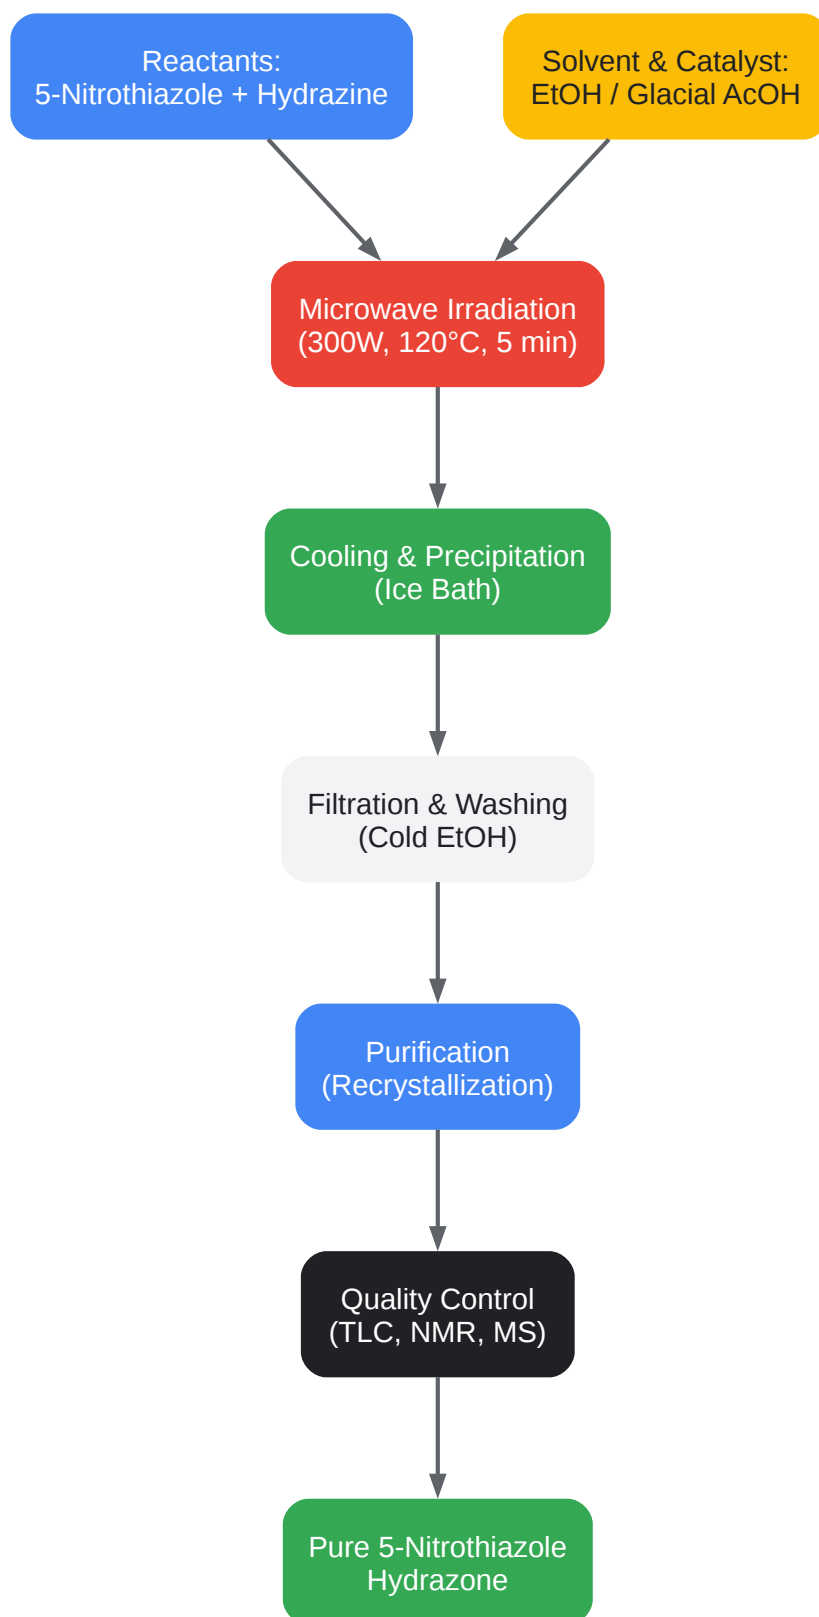 Reactants:
5-Nitrothiazole + Hydrazine
Solvent & Catalyst:
EtOH / Glacial AcOH
Microwave Irradiation
(300W, 120°C, 5 min)
Cooling & Precipitation
(Ice Bath)
Filtration & Washing
(Cold EtOH)
Purification
(Recrystallization)
Quality Control
(TLC, NMR, MS)
Pure 5-Nitrothiazole
Hydrazone